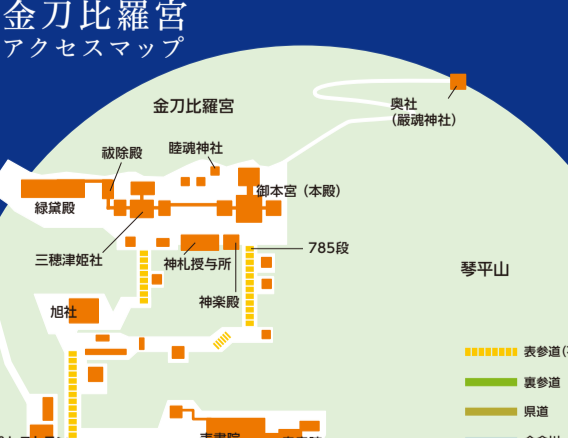 金刀比羅宮
アクセスマップ
金刀比羅宮
奥社
（厳魂神社）
祓除殿
睦魂神社
御本宮（本殿）
緑黛殿
三穂津姫社
神札授与所
785段
神楽殿
琴平山
旭社
表参道
裏参道
県道